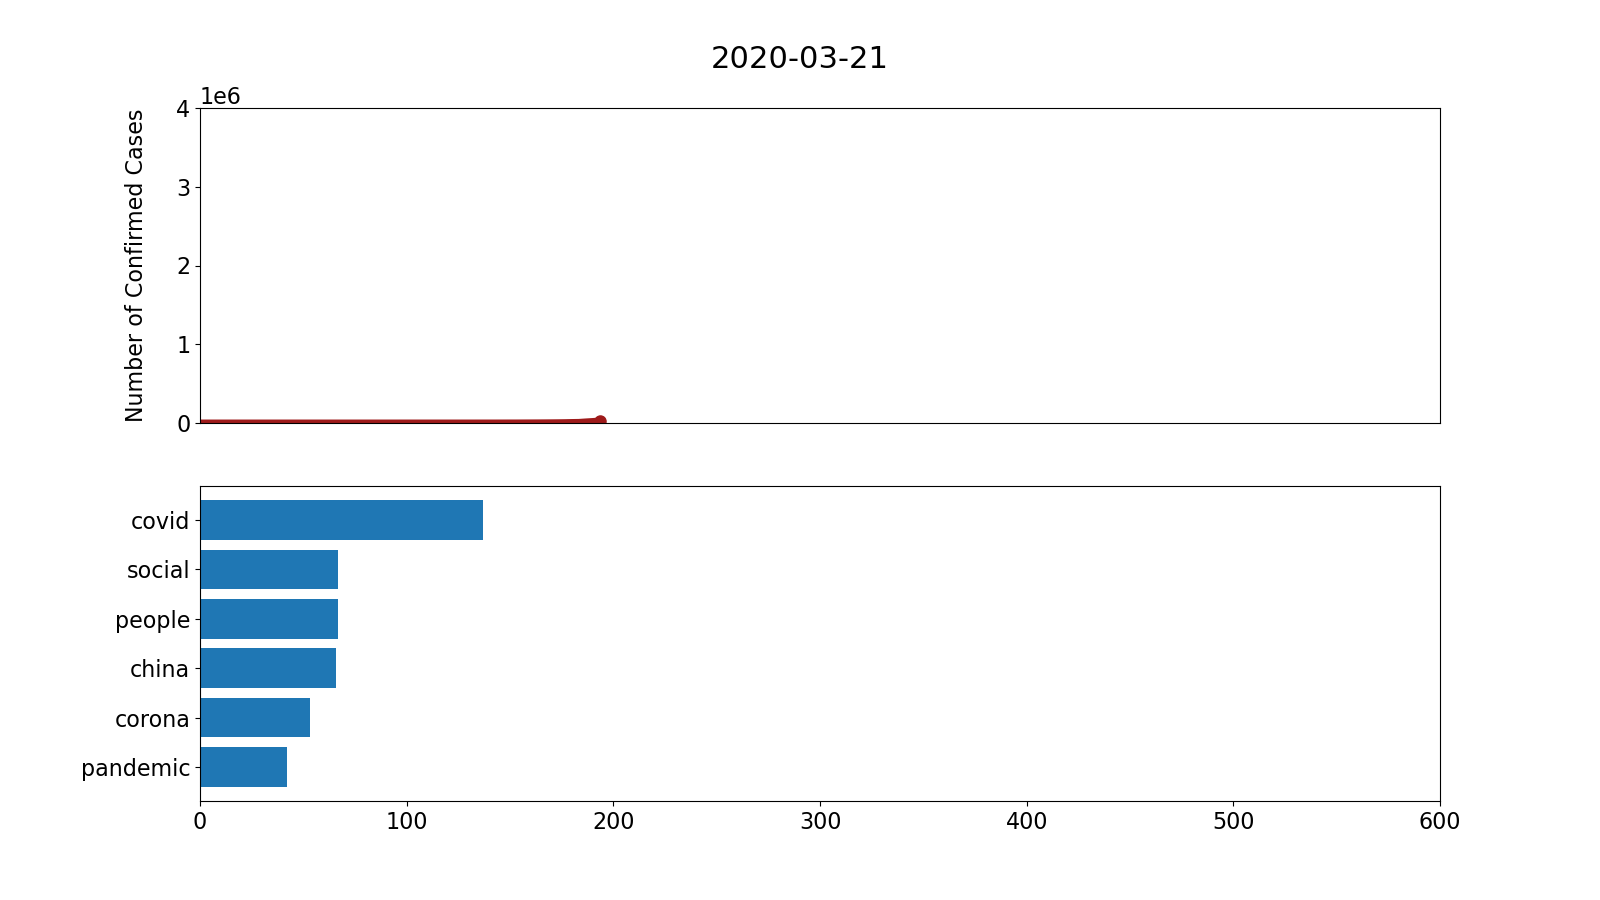 2020-03-21
1e6
Number of Confirmed Cases
4
3
2
1
0
covid
social
people
china
corona
pandemic
0 100 200 300 400 500 600